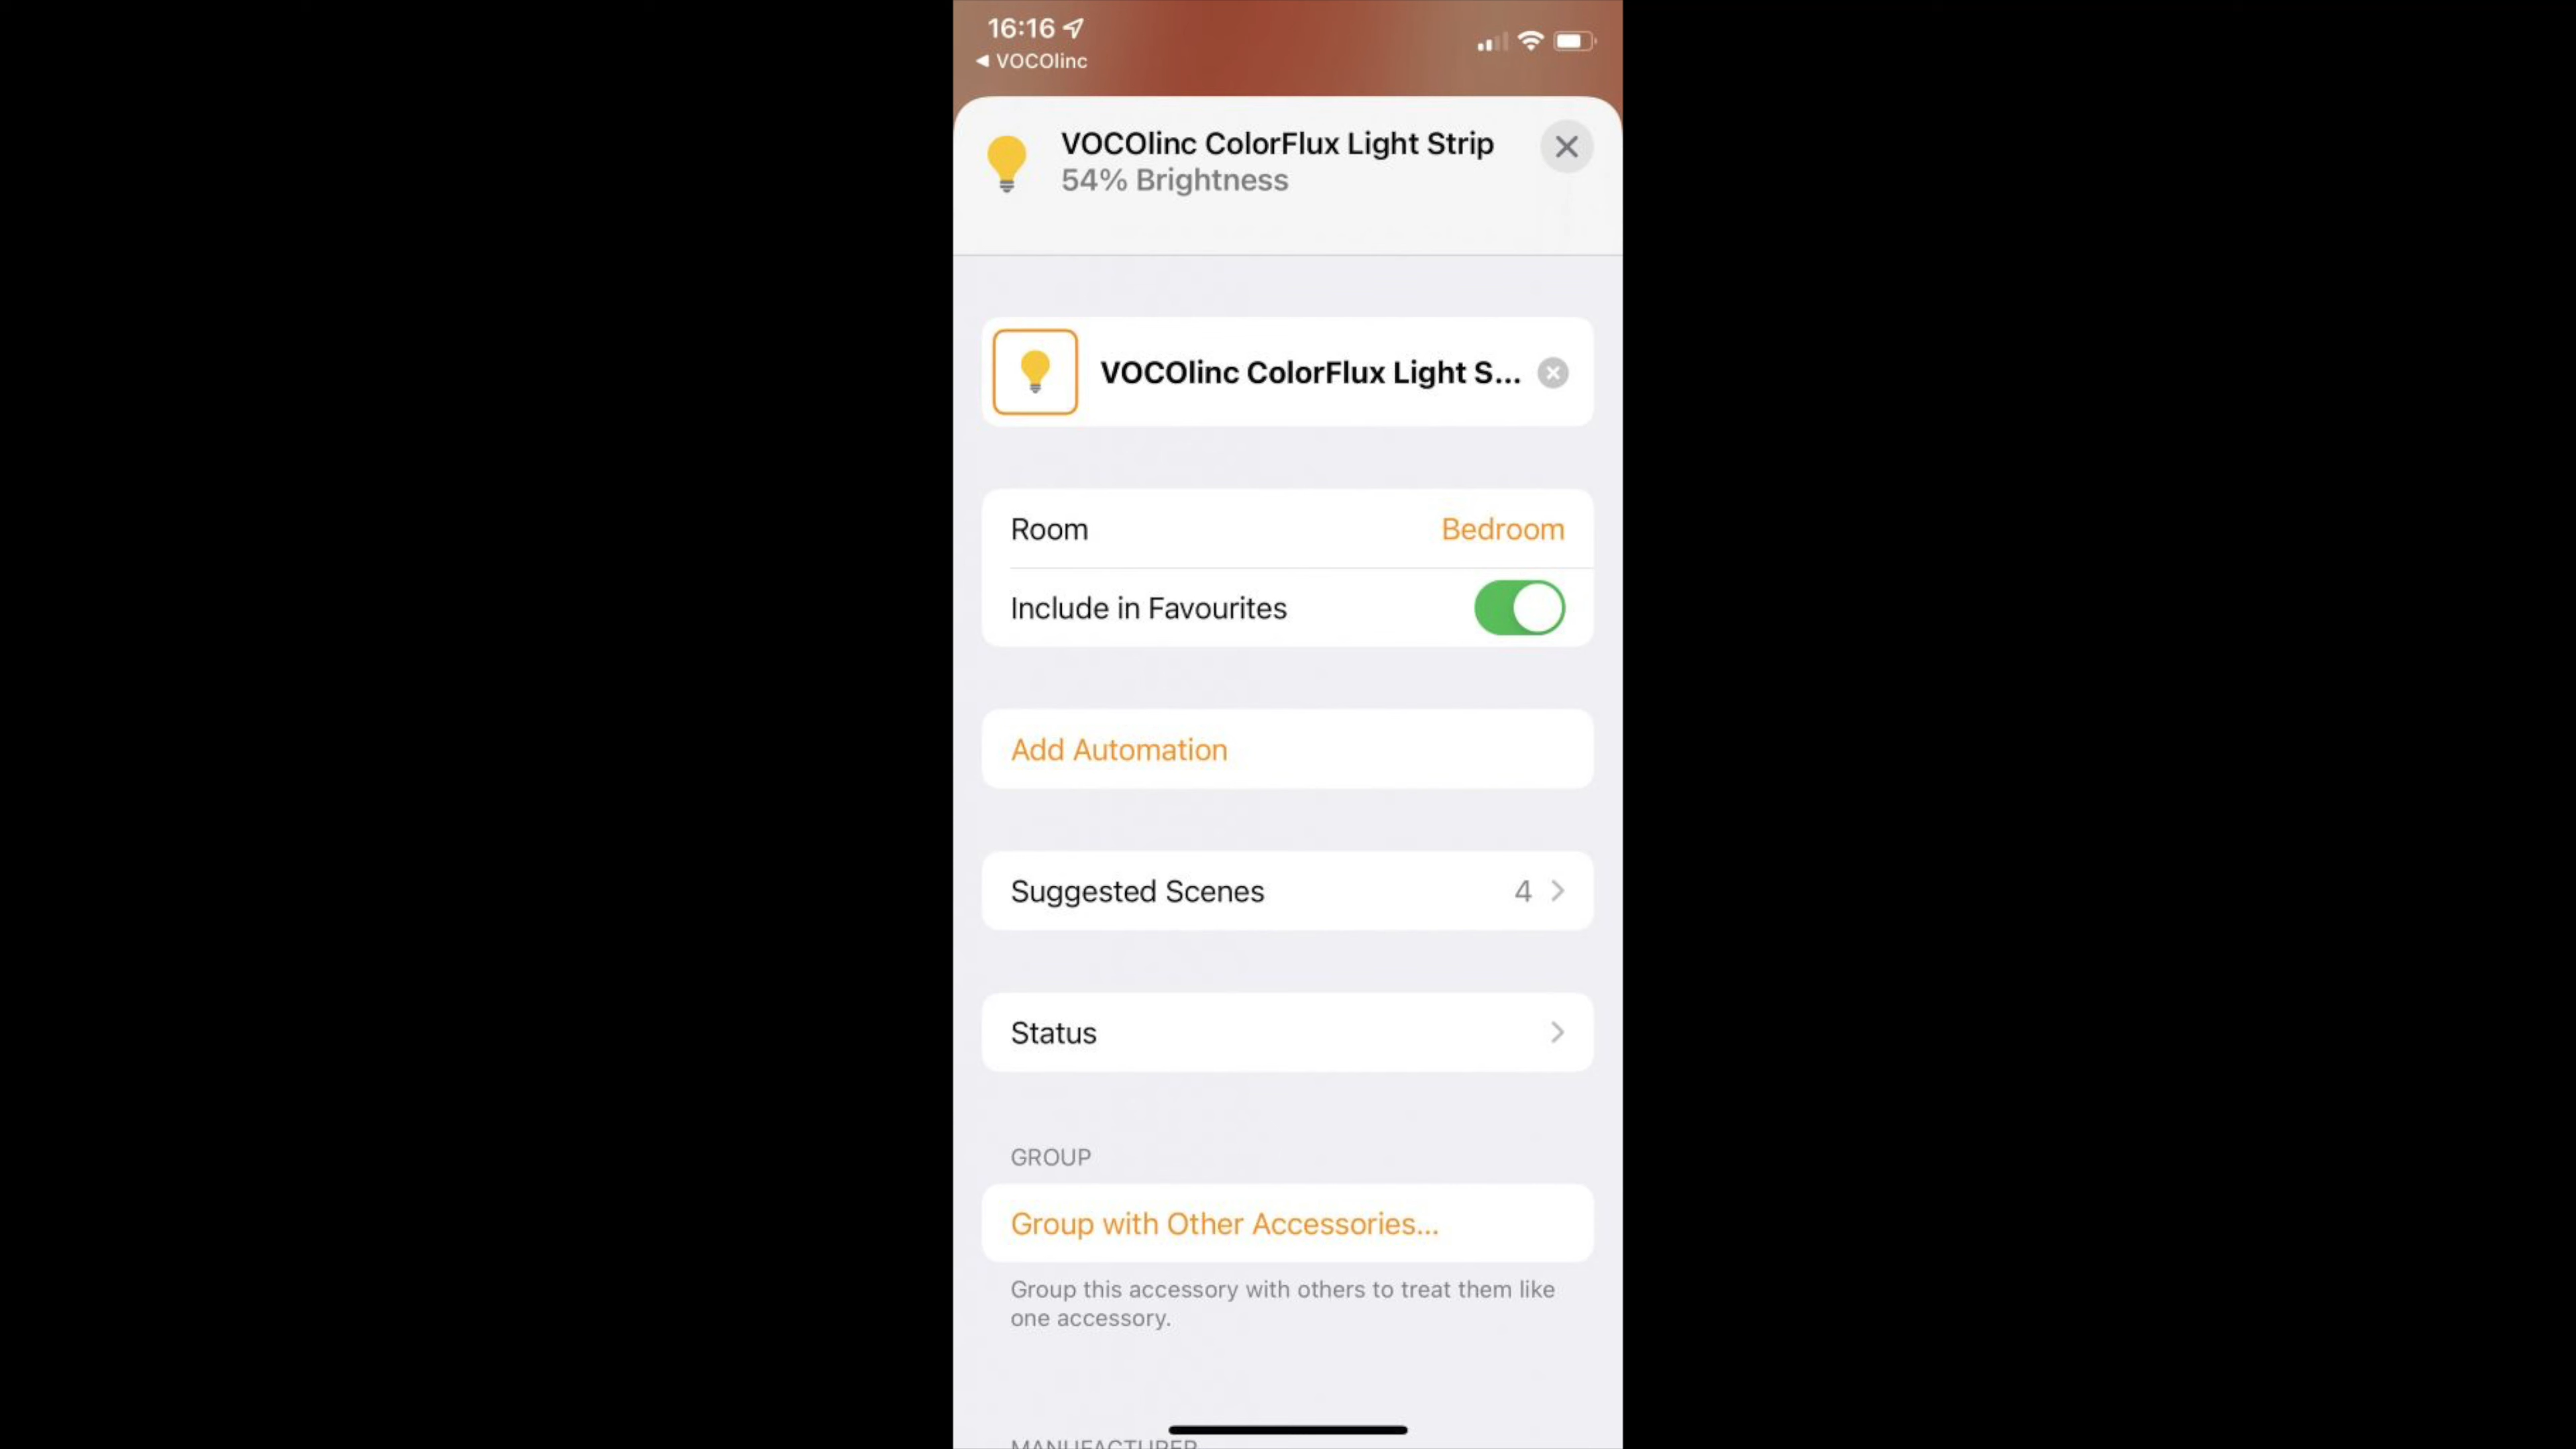 16:16
◀ VOCOlinc
VOCOlinc ColorFlux Light Strip
54% Brightness
VOCOlinc ColorFlux Light S...
Room Bedroom
Include in Favourites
Add Automation
Suggested Scenes 4
Status
GROUP
Group with Other Accessories...
Group this accessory with others to treat them like
one accessory.
MANUFACTURER